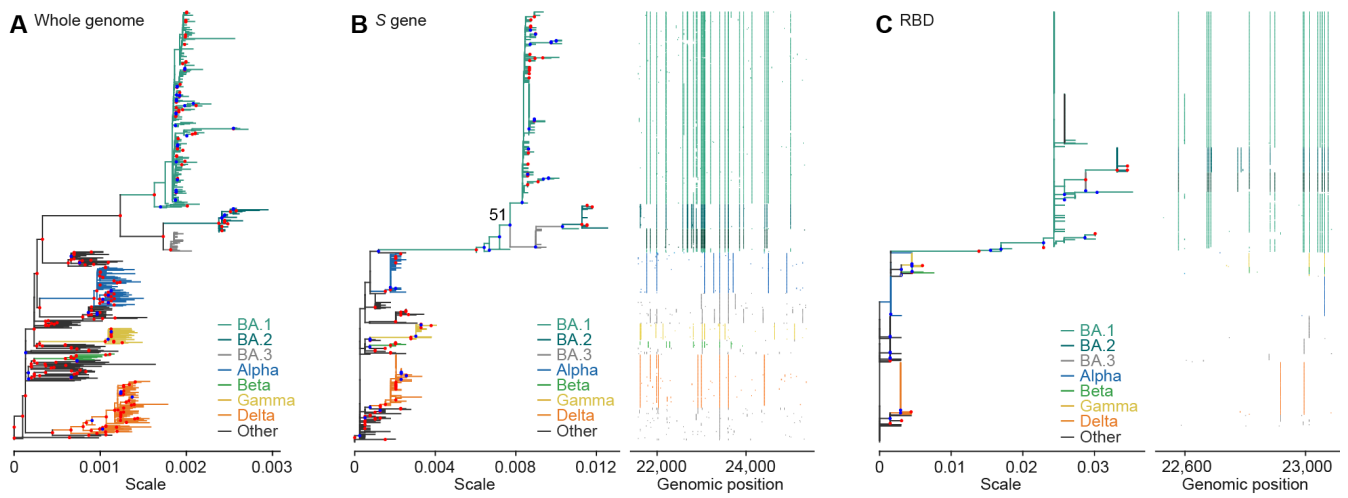 A Whole genome
BA.1
BA.2
BA.3
Alpha
Beta
Gamma
Delta
Other
0 0.001 0.002 0.003
Scale
B S gene
51
BA.1
BA.2
BA.3
Alpha
Beta
Gamma
Delta
Other
0 0.004 0.008 0.012
Scale
22,000 24,000
Genomic position
C RBD
BA.1
BA.2
BA.3
Alpha
Beta
Gamma
Delta
Other
0 0.01 0.02 0.03
Scale
22,600 23,000
Genomic position